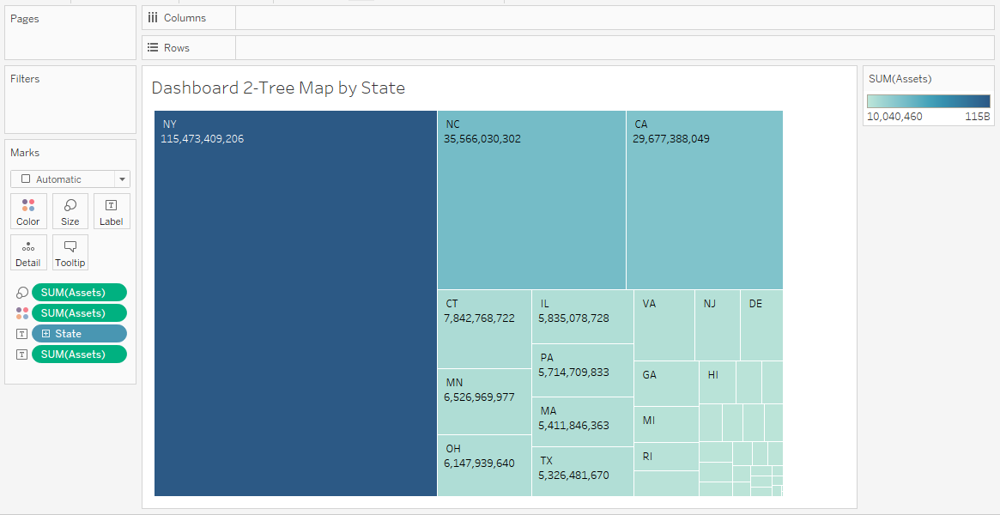 Pages
Columns
Rows
Filters
Marks
Automatic
Color
Size
Label
Detail
Tooltip
SUM(Assets)
SUM(Assets)
State
SUM(Assets)
Dashboard 2-Tree Map by State
NY
115,473,409,206
NC
35,566,030,302
CA
29,677,388,049
CT
7,842,768,722
MN
6,526,969,977
OH
6,147,939,640
IL
5,835,078,728
PA
5,714,709,833
MA
5,411,846,363
TX
5,326,481,670
VA
NJ
DE
GA
HI
MI
RI
SUM(Assets)
10,040,460
115B